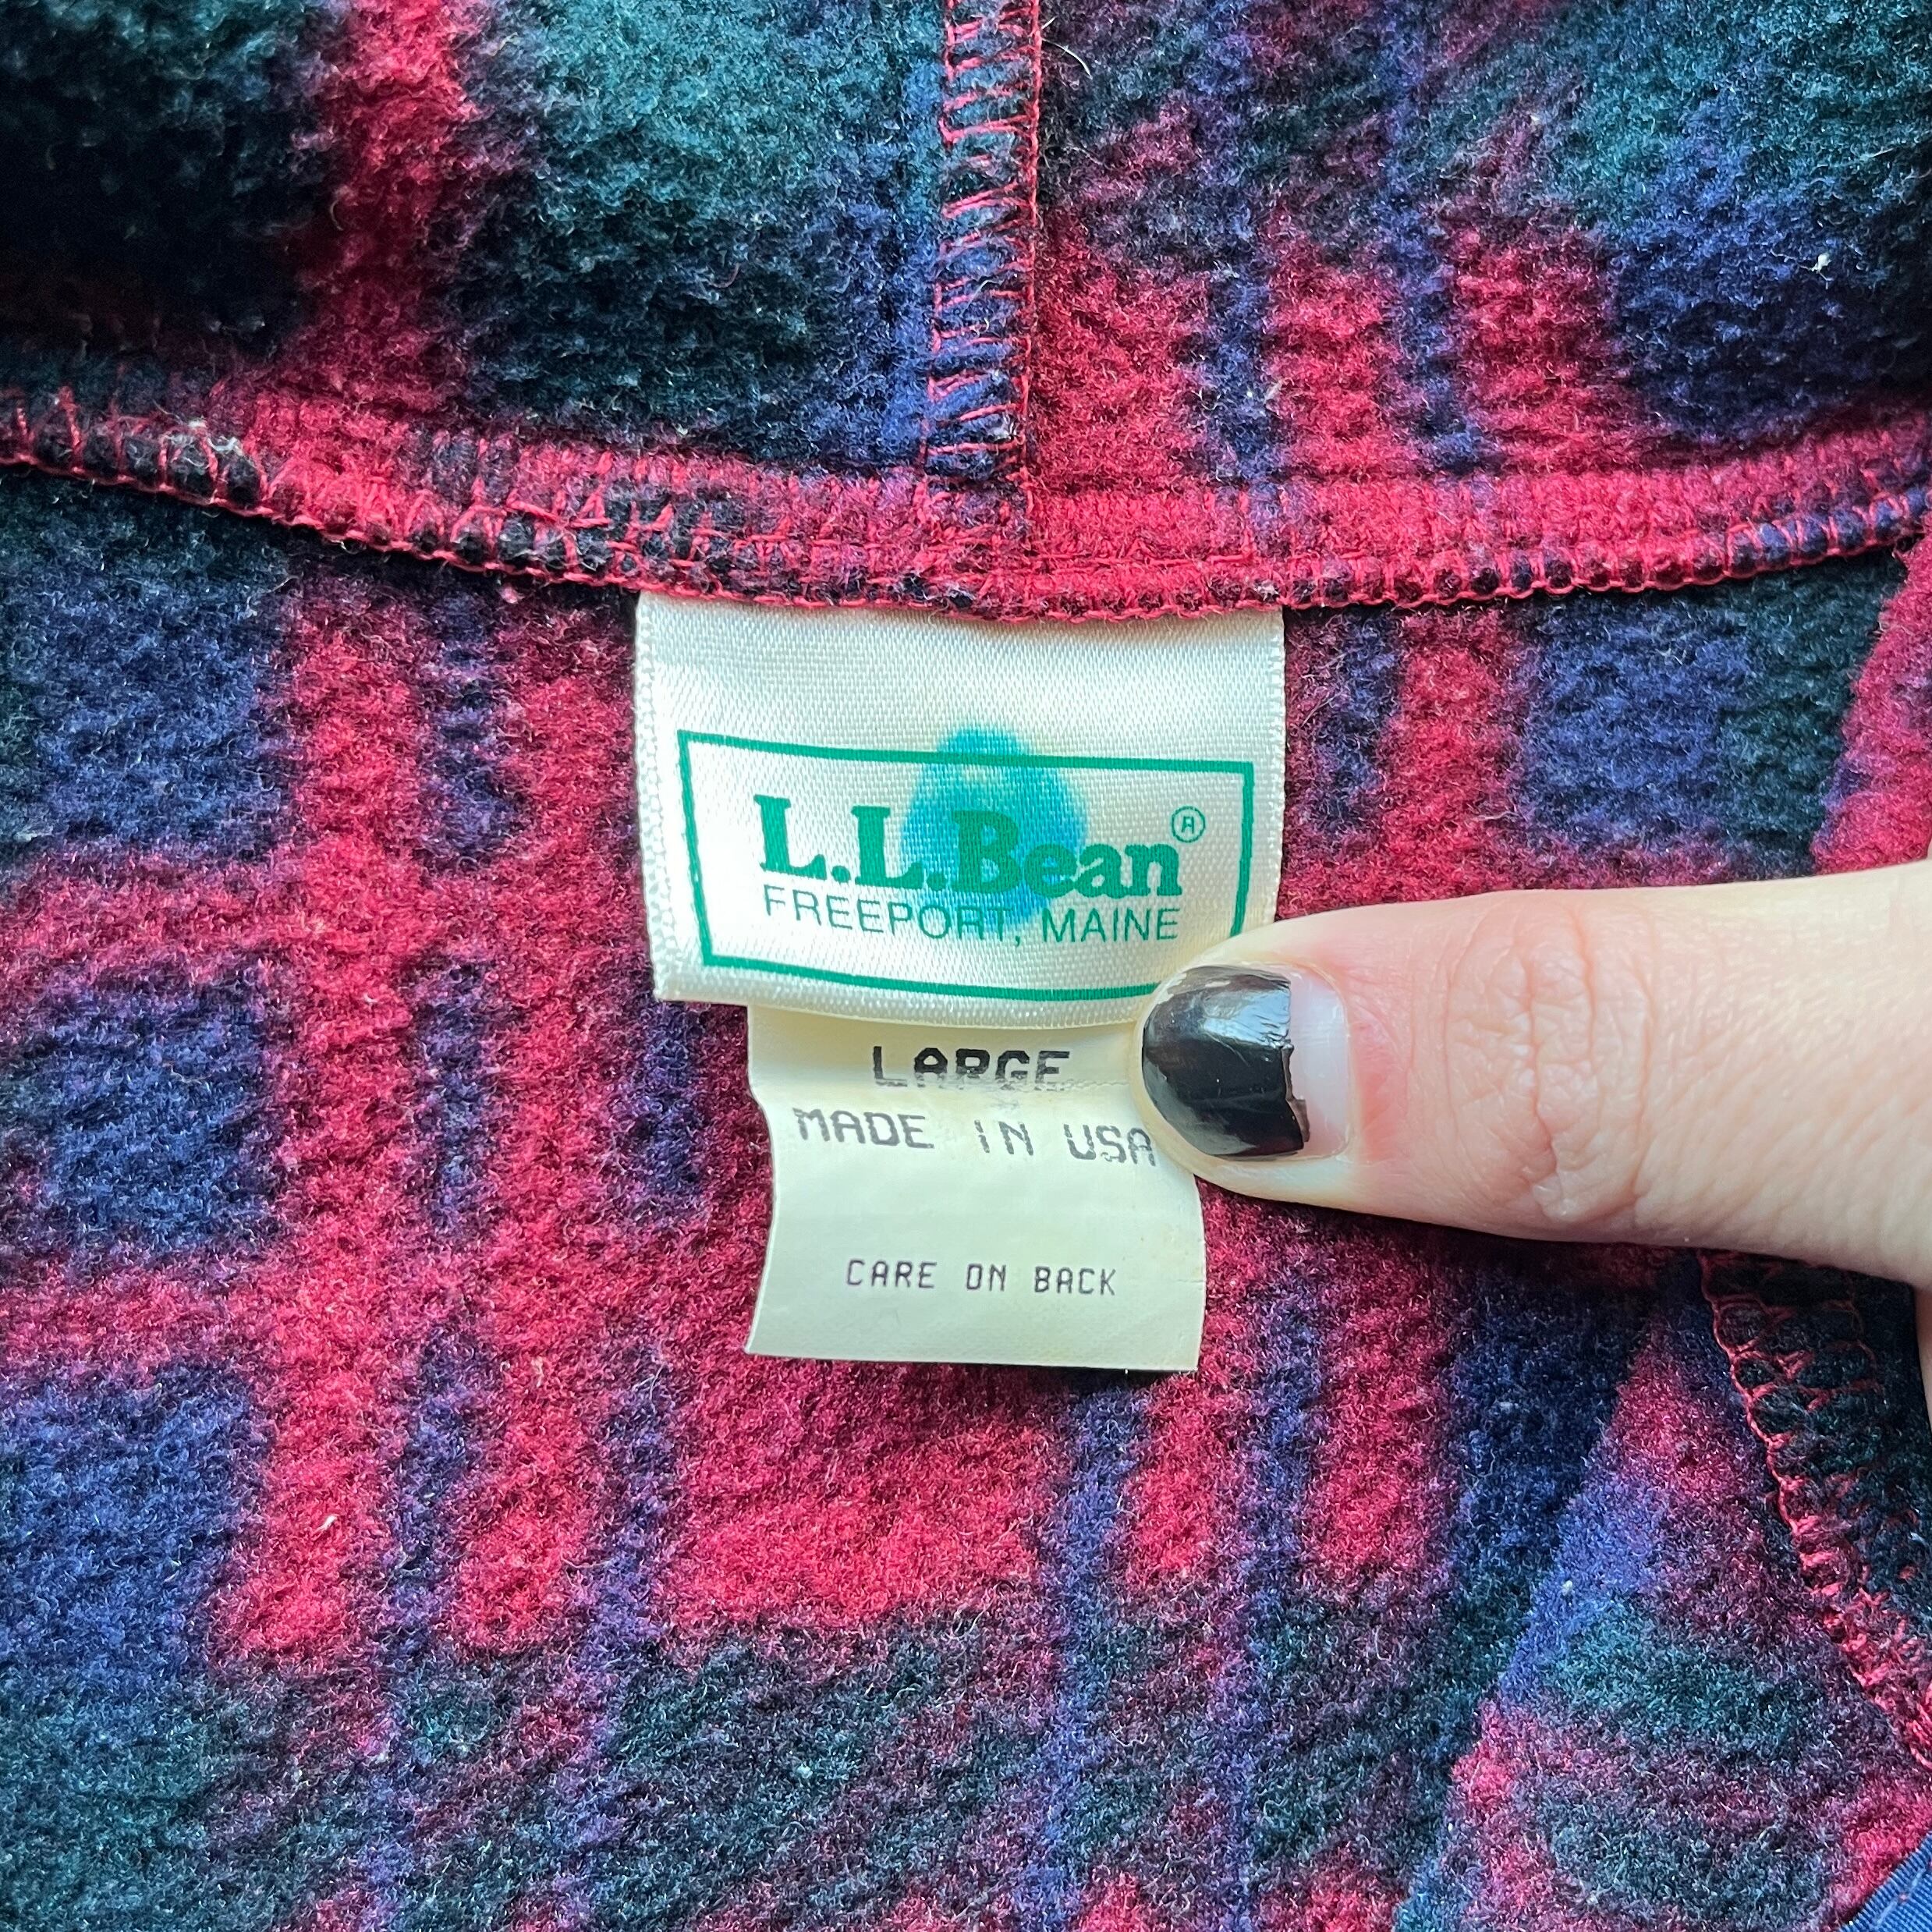 L.L.Bean®
FREEPORT, MAINE
LARGE
MADE IN USA
CARE ON BACK